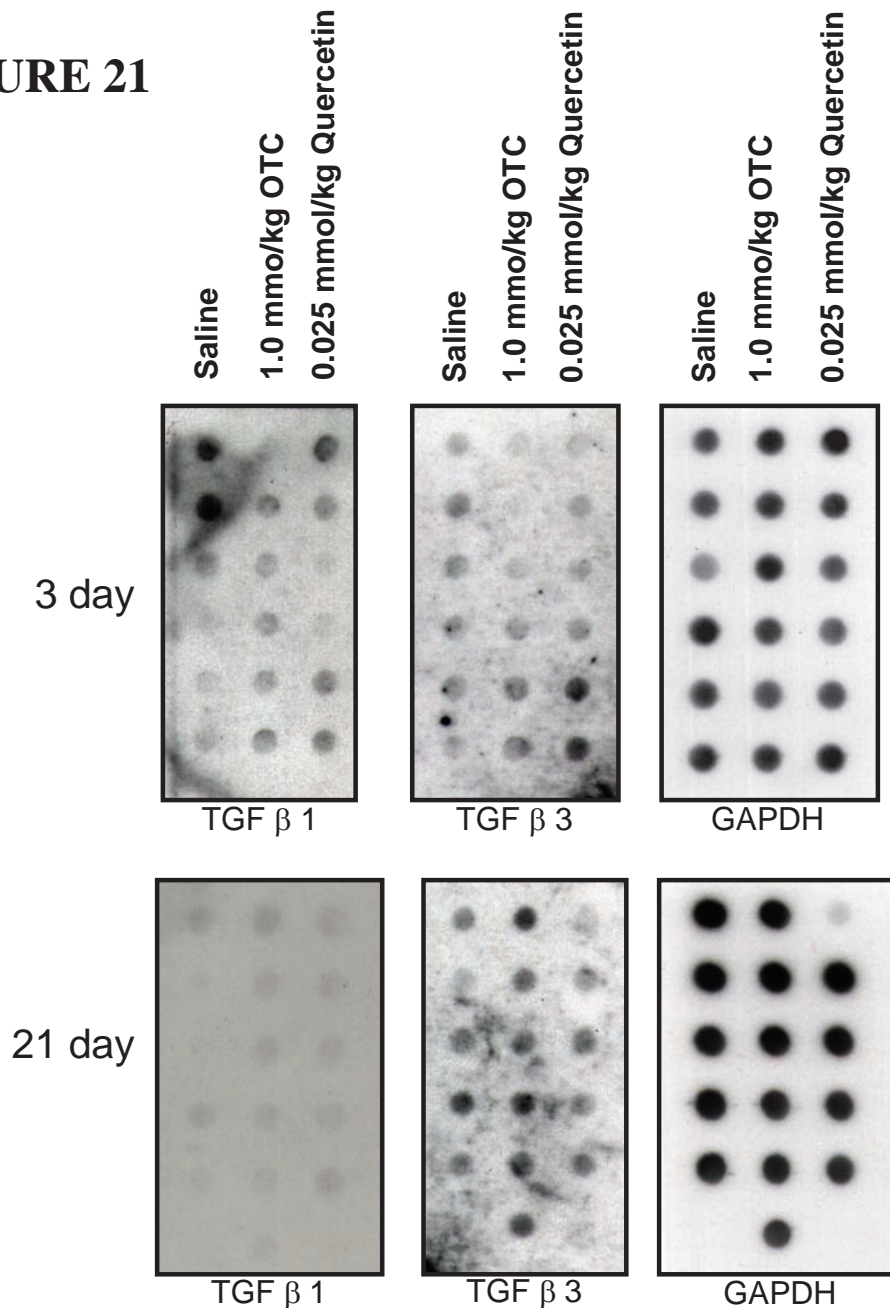 URE 21
Saline
1.0 mmo/kg OTC
0.025 mmol/kg Quercetin
Saline
1.0 mmo/kg OTC
0.025 mmol/kg Quercetin
Saline
1.0 mmo/kg OTC
0.025 mmol/kg Quercetin
3 day
TGF β 1
TGF β 3
GAPDH
21 day
TGF β 1
TGF β 3
GAPDH